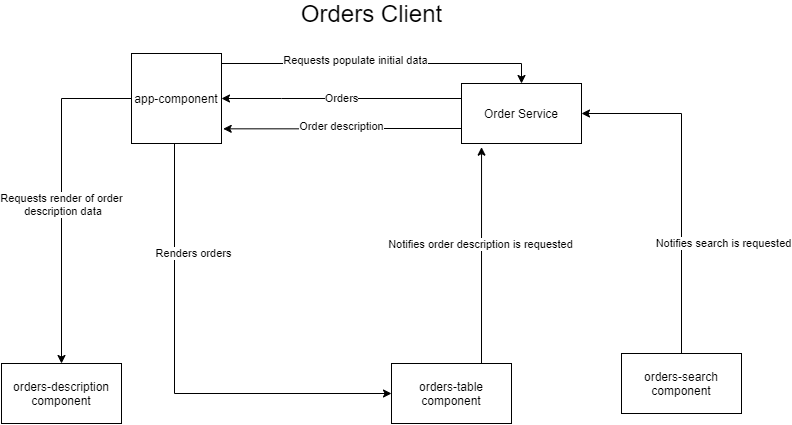 Orders Client
Requests populate initial data
app-component
Orders
Order Service
Order description
Requests render of order
description data
Renders orders
Notifies order description is requested
Notifies search is requested
orders-description
component
orders-table
component
orders-search
component